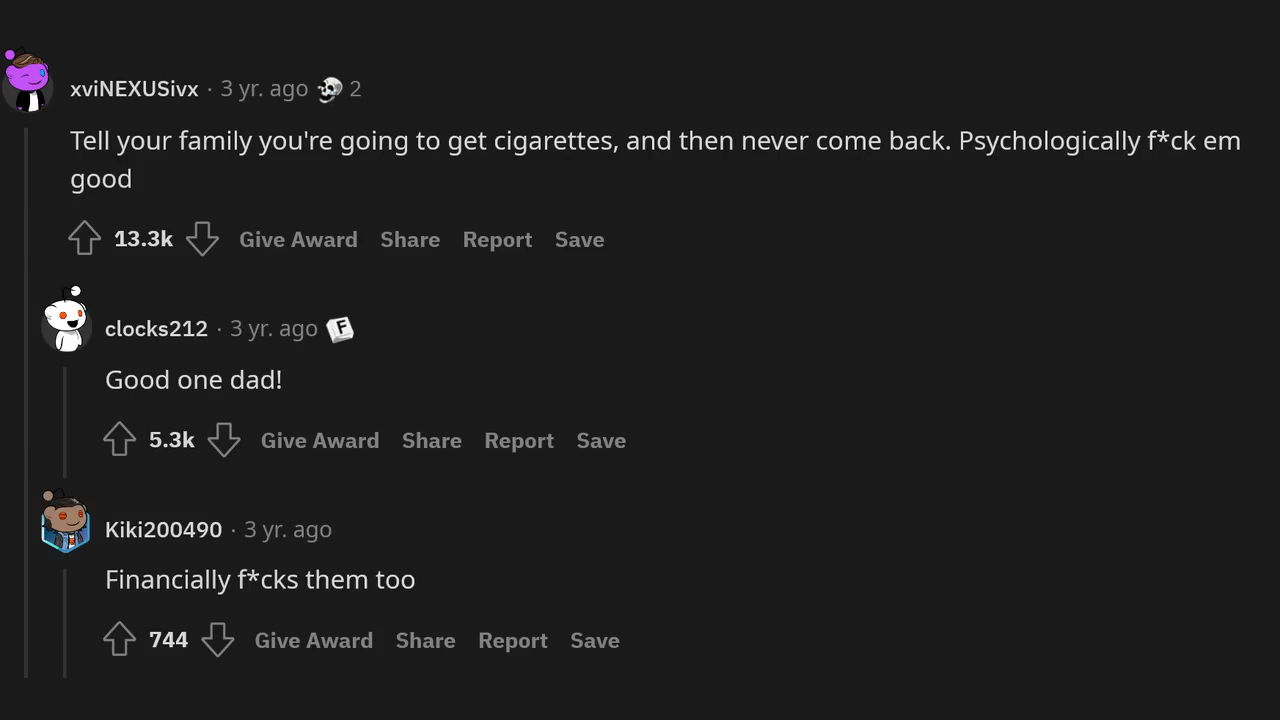 xviNEXUSivx · 3 yr. ago 2
Tell your family you're going to get cigarettes, and then never come back. Psychologically f*ck em
good
13.3k Give Award Share Report Save
clocks212 · 3 yr. ago F
Good one dad!
5.3k Give Award Share Report Save
Kiki200490 · 3 yr. ago
Financially f*cks them too
744 Give Award Share Report Save